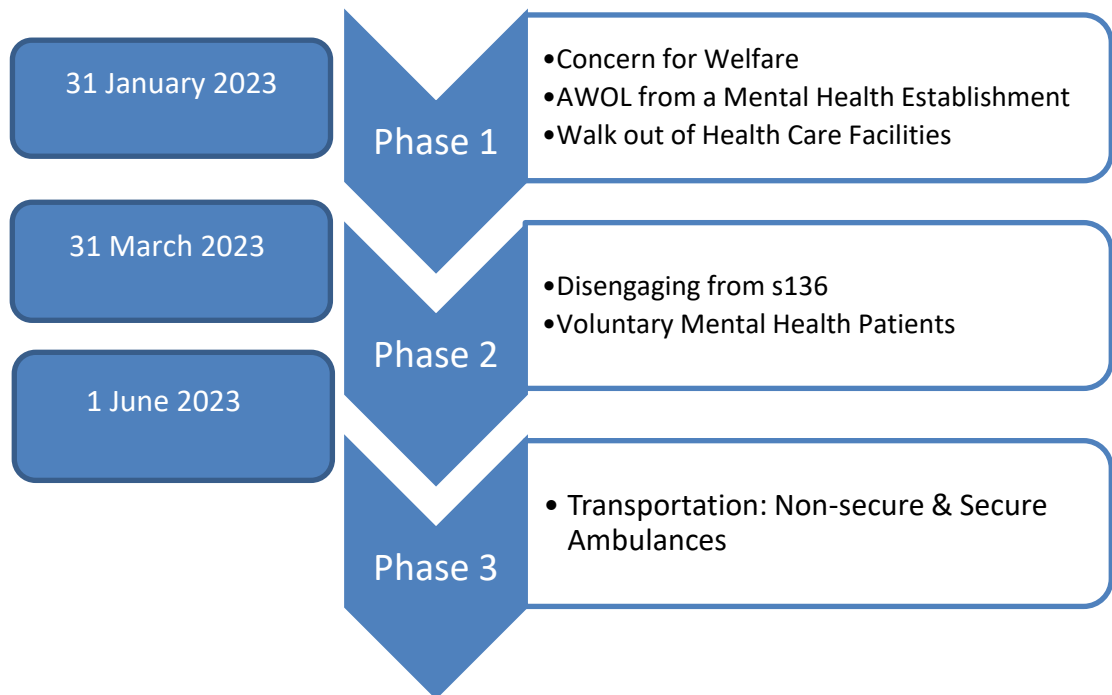 31 January 2023
Phase 1
•Concern for Welfare
•AWOL from a Mental Health Establishment
•Walk out of Health Care Facilities
31 March 2023
Phase 2
•Disengaging from s136
•Voluntary Mental Health Patients
1 June 2023
Phase 3
• Transportation: Non-secure & Secure
Ambulances